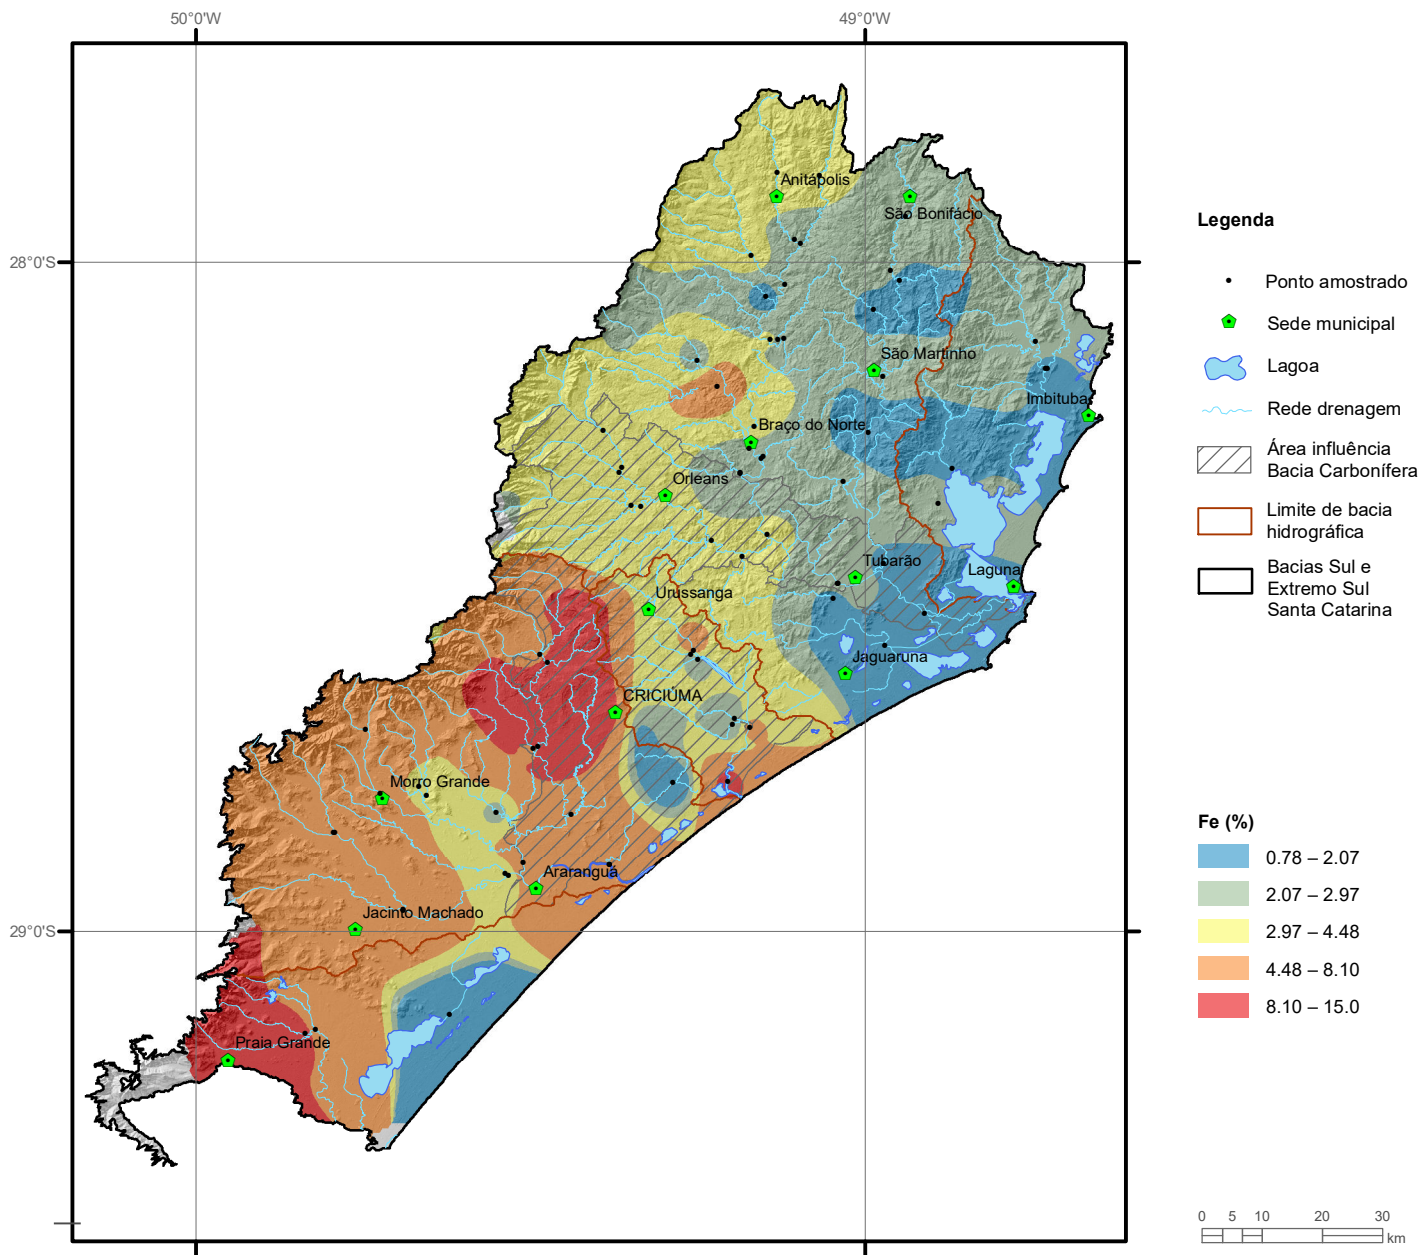 50°0'W
49°0'W
28°0'S
29°0'S
Anitápolis
São Bonifácio
São Martinho
Imbituba
Braço do Norte
Orleans
Tubarão
Laguna
Urussanga
Jaguaruna
CRICIÚMA
Morro Grande
Araranguá
Jacinto Machado
Praia Grande
Legenda
Ponto amostrado
Sede municipal
Lagoa
Rede drenagem
Área influência
Bacia Carbonífera
Limite de bacia
hidrográfica
Bacias Sul e
Extremo Sul
Santa Catarina
Fe (%)
0.78 – 2.07
2.07 – 2.97
2.97 – 4.48
4.48 – 8.10
8.10 – 15.0
0 5 10 20 30
km